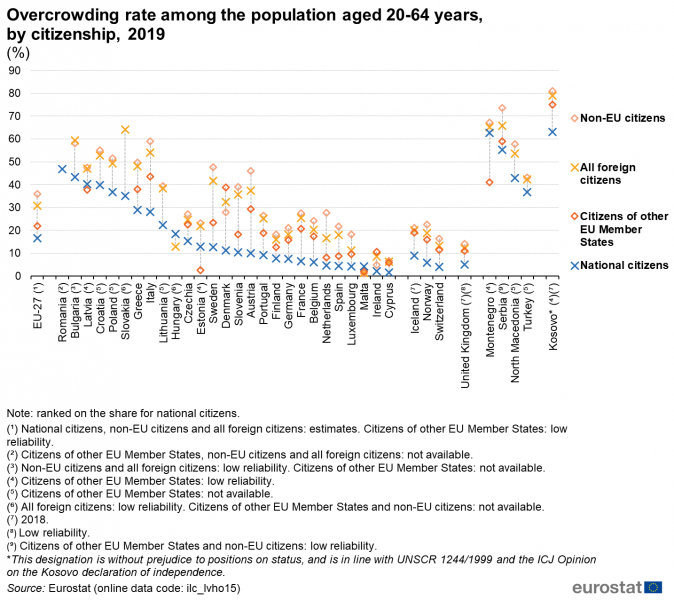 Overcrowding rate among the population aged 20-64 years,
by citizenship, 2019
(%)
90
80
70
60
50
40
30
20
10
0
EU-27 (¹)
Romania (²)
Bulgaria (³)
Latvia (⁴)
Croatia (⁵)
Poland (⁵)
Slovakia (⁶)
Greece
Italy
Lithuania (⁵)
Hungary (⁶)
Czechia
Estonia (⁴)
Sweden
Denmark
Slovenia
Austria
Portugal
Finland
Germany
France
Belgium
Netherlands
Spain
Luxembourg
Malta
Ireland
Cyprus
Iceland (⁷)
Norway
Switzerland
United Kingdom (⁷)(⁸)
Montenegro (⁴)
Serbia (⁹)
North Macedonia (⁵)
Turkey (⁵)
Kosovo* (⁴)(⁷)
Non-EU citizens
All foreign
citizens
Citizens of other
EU Member
States
National citizens
Note: ranked on the share for national citizens.
(¹) National citizens, non-EU citizens and all foreign citizens: estimates. Citizens of other EU Member States: low
reliability.
(²) Citizens of other EU Member States, non-EU citizens and all foreign citizens: not available.
(³) Non-EU citizens and all foreign citizens: low reliability. Citizens of other EU Member States: not available.
(⁴) Citizens of other EU Member States: low reliability.
(⁵) Citizens of other EU Member States: not available.
(⁶) All foreign citizens: low reliability. Citizens of other EU Member States and non-EU citizens: not available.
(⁷) 2018.
(⁸) Low reliability.
(⁹) Citizens of other EU Member States and non-EU citizens: low reliability.
*This designation is without prejudice to positions on status, and is in line with UNSCR 1244/1999 and the ICJ Opinion
on the Kosovo declaration of independence.
Source: Eurostat (online data code: ilc_lvho15)
eurostat